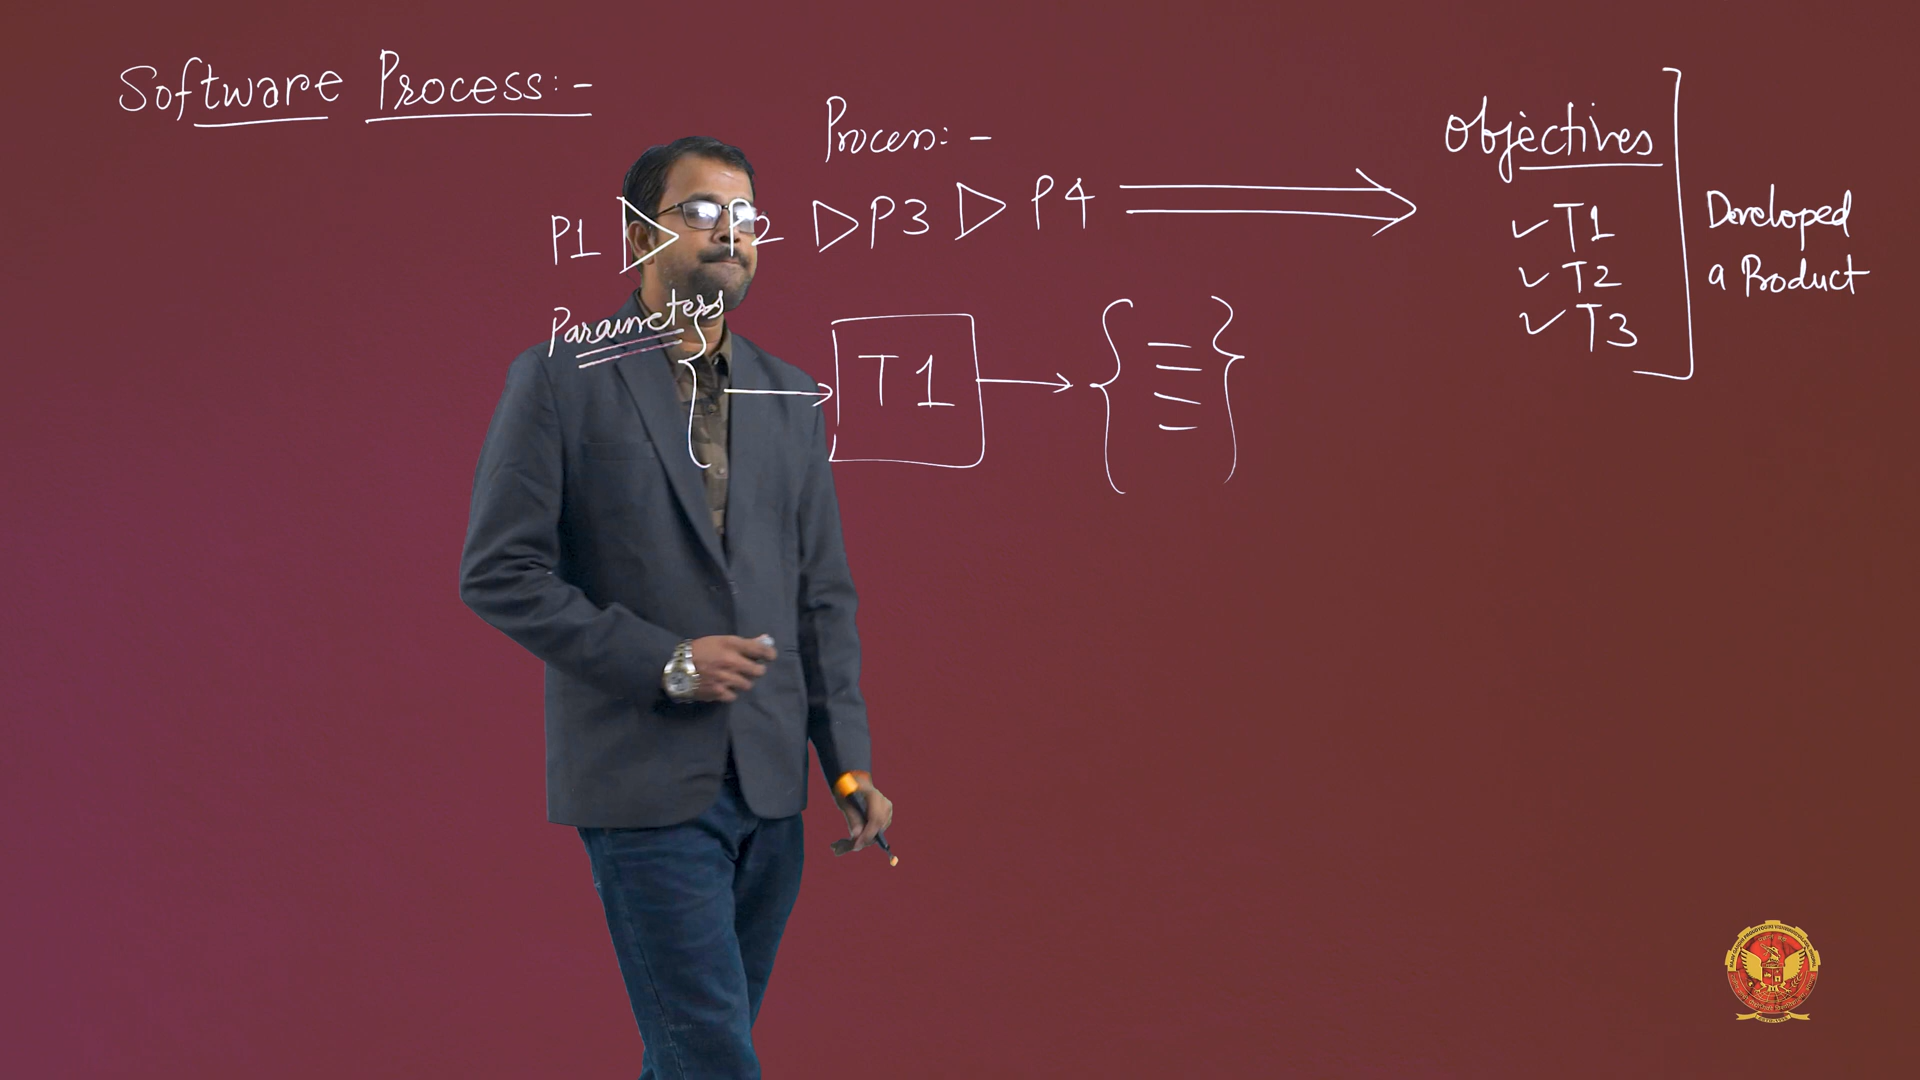 Software Process:-
Process:-
P1 ▷ P2 ▷ P3 ▷ P4
Objectives
✓ T1
✓ T2
✓ T3
Developed
a Product
Parameters
T1